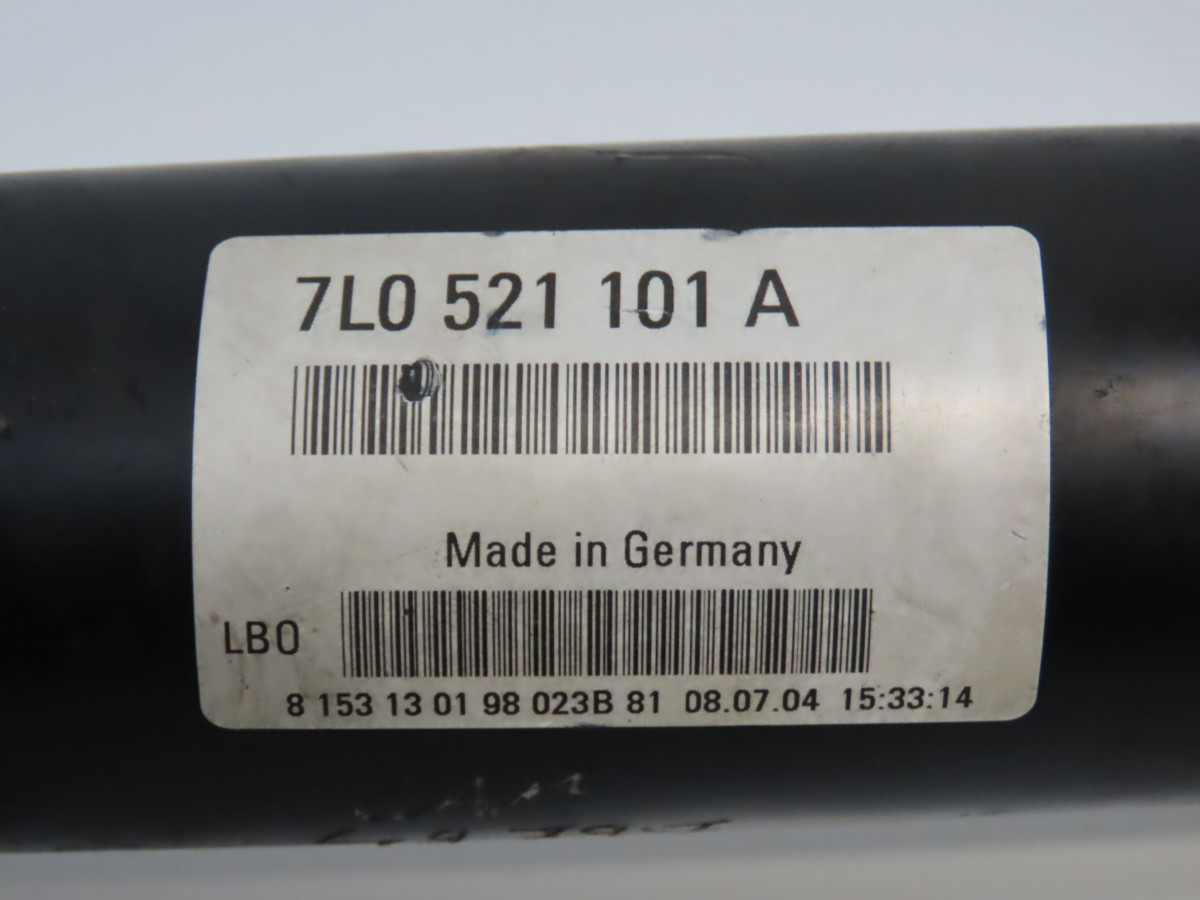 7L0 521 101 A
Made in Germany
LB0
8 153 13 01 98 023B 81 08.07.04 15:33:14